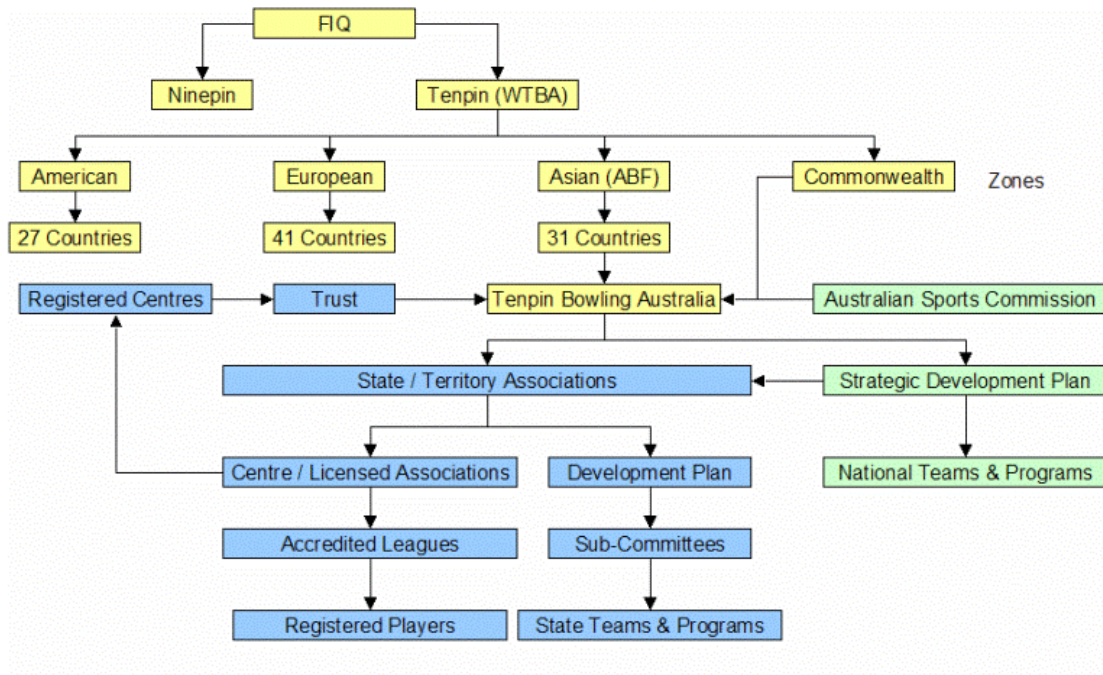 FIQ
Ninepin
Tenpin (WTBA)
American
European
Asian (ABF)
Commonwealth
Zones
27 Countries
41 Countries
31 Countries
Registered Centres
Trust
Tenpin Bowling Australia
Australian Sports Commission
State / Territory Associations
Strategic Development Plan
Centre / Licensed Associations
Development Plan
National Teams & Programs
Accredited Leagues
Sub-Committees
Registered Players
State Teams & Programs